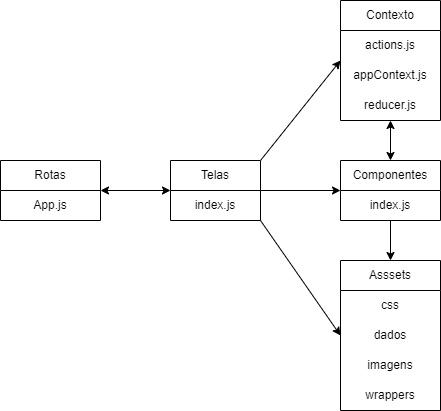 Contexto
actions.js
appContext.js
reducer.js
Rotas
App.js
Telas
index.js
Componentes
index.js
Asssets
css
dados
imagens
wrappers